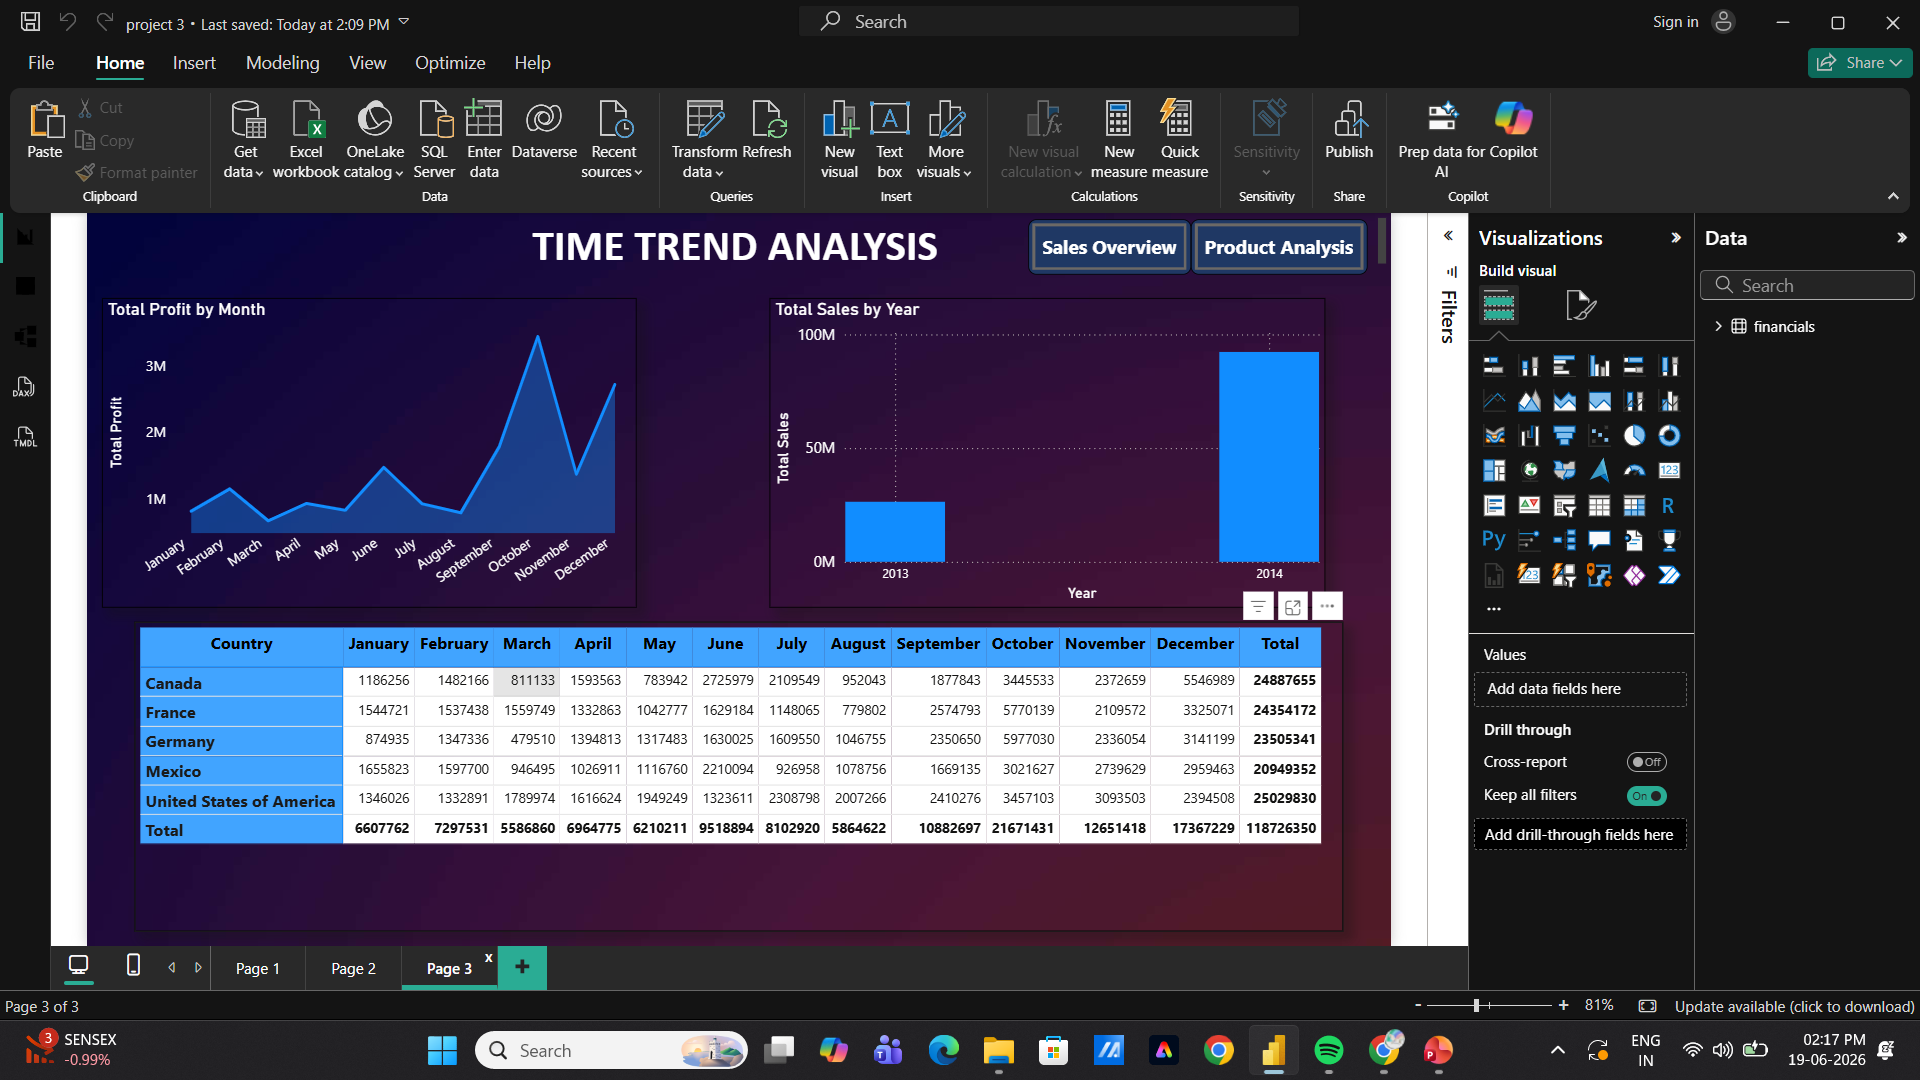 project 3 • Last saved: Today at 2:09 PM
Search
Sign in
File Home Insert Modeling View Optimize Help
Share
Paste
Cut
Copy
Format painter
Clipboard
Get data
Excel workbook
OneLake catalog
SQL Server
Enter data
Dataverse
Recent sources
Data
Transform data
Refresh
Queries
New visual
Text box
More visuals
Insert
New visual calculation
New measure
Quick measure
Calculations
Sensitivity
Sensitivity
Publish
Share
Prep data for AI
Copilot
Copilot
DAX
TMDL
TIME TREND ANALYSIS
Sales Overview
Product Analysis
Total Profit by Month
Total Profit
3M
2M
1M
January February March April May June July August September October November December
Total Sales by Year
Total Sales
100M
50M
0M
2013 2014
Year
Country January February March April May June July August September October November December Total
Canada 1186256 1482166 811133 1593563 783942 2725979 2109549 952043 1877843 3445533 2372659 5546989 24887655
France 1544721 1537438 1559749 1332863 1042777 1629184 1148065 779802 2574793 5770139 2109572 3325071 24354172
Germany 874935 1347336 479510 1394813 1317483 1630025 1609550 1046755 2350650 5977030 2336054 3141199 23505341
Mexico 1655823 1597700 946495 1026911 1116760 2210094 926958 1078756 1669135 3021627 2739629 2959463 20949352
United States of America 1346026 1332891 1789974 1616624 1949249 1323611 2308798 2007266 2410276 3457103 3093503 2394508 25029830
Total 6607762 7297531 5586860 6964775 6210211 9518894 8102920 5864622 10882697 21671431 12651418 17367229 118726350
Filters
Visualizations
Build visual
123
R
Py
123
Values
Add data fields here
Drill through
Cross-report Off
Keep all filters On
Add drill-through fields here
Data
Search
financials
Page 1 Page 2 Page 3 x +
Page 3 of 3
- + 81%
Update available (click to download)
3
SENSEX
-0.99%
Search
ENG
IN
02:17 PM
19-06-2026